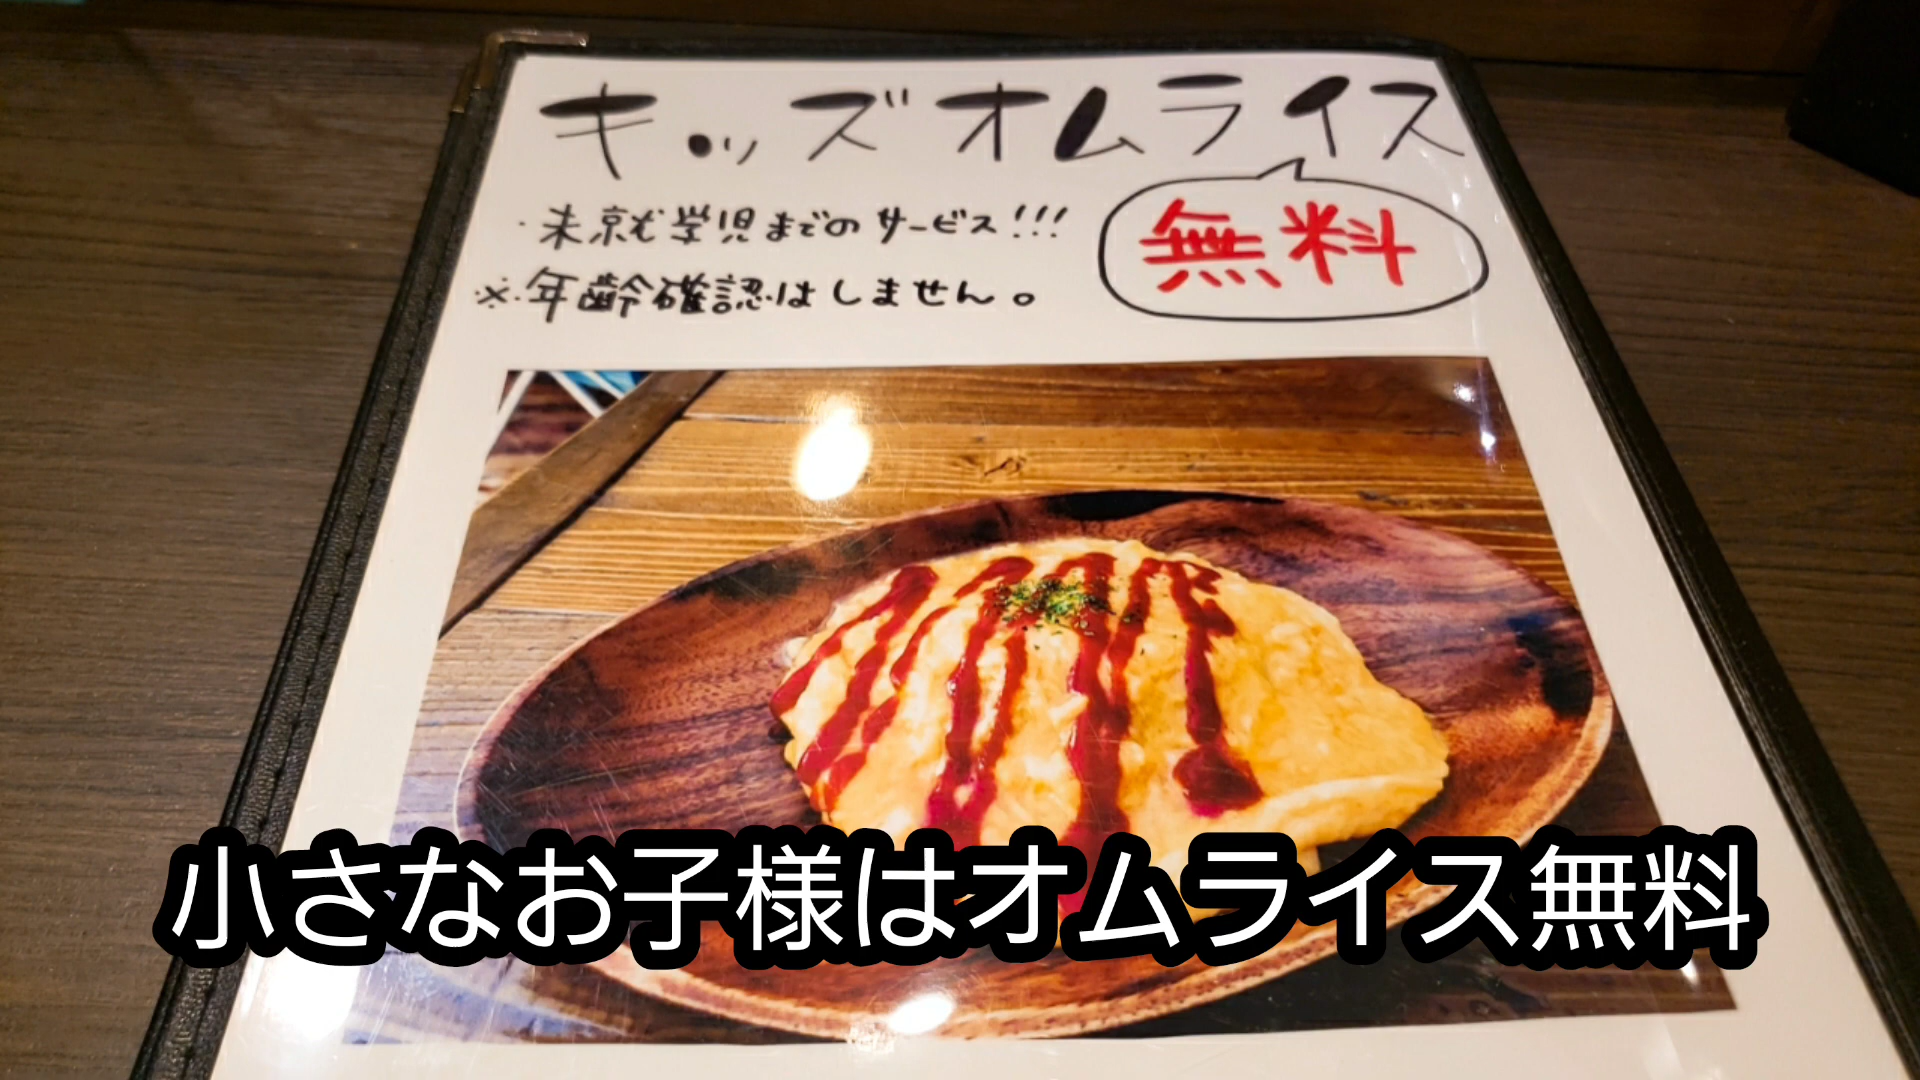 キッズオムライス
・未就学児までのサービス!!!
無料
※年齢確認はしません。
小さなお子様はオムライス無料